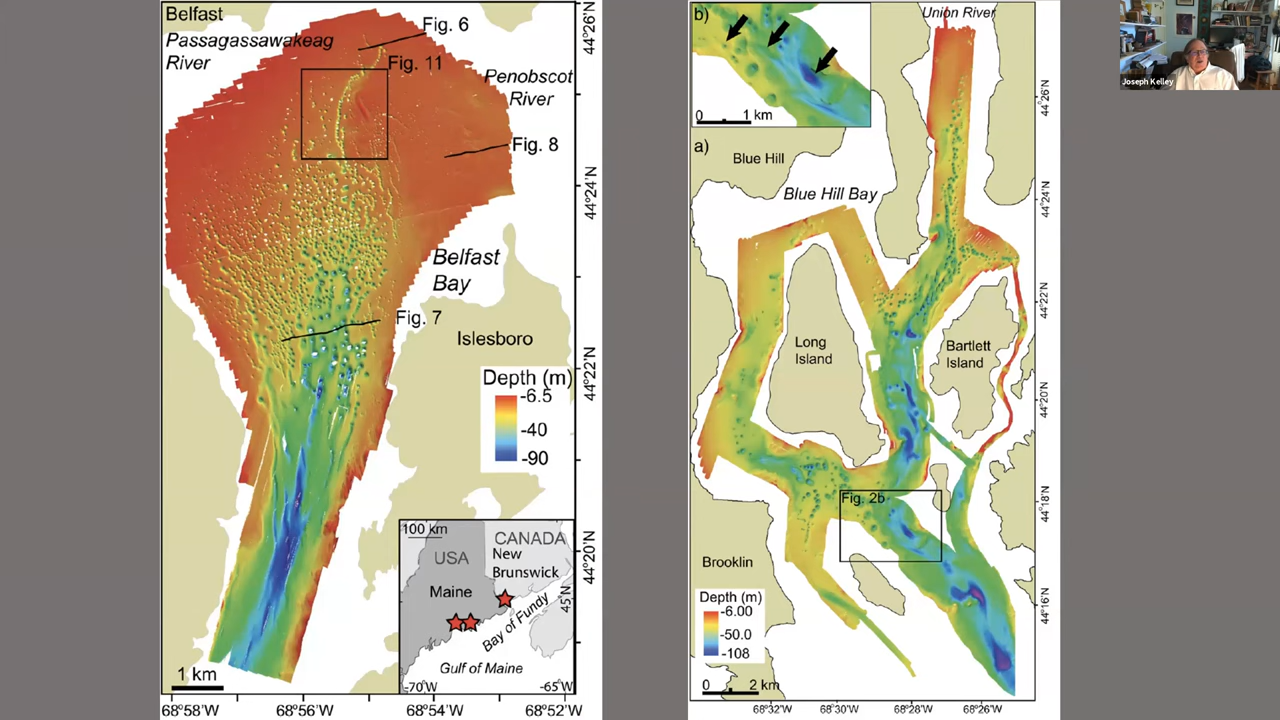 Belfast
Passagassawakeag
River
Fig. 6
Fig. 11
Penobscot
River
Fig. 8
Belfast
Bay
Fig. 7
Islesboro
Depth (m)
-6.5
-40
-90
100 km
CANADA
USA
New
Brunswick
Maine
Bay of Fundy
45°N
Gulf of Maine
-70°W
-65°W
1 km
44°26'N
44°24'N
44°22'N
44°20'N
68°58'W
68°56'W
68°54'W
68°52'W
b)
0
1 km
Union River
a)
Blue Hill
Blue Hill Bay
Long
Island
Bartlett
Island
Fig. 2b
Brooklin
Depth (m)
-6.00
-50.0
-108
0
2 km
44°26'N
44°24'N
44°22'N
44°20'N
44°18'N
44°16'N
68°32'W
68°30'W
68°28'W
68°26'W
Joseph Kelley